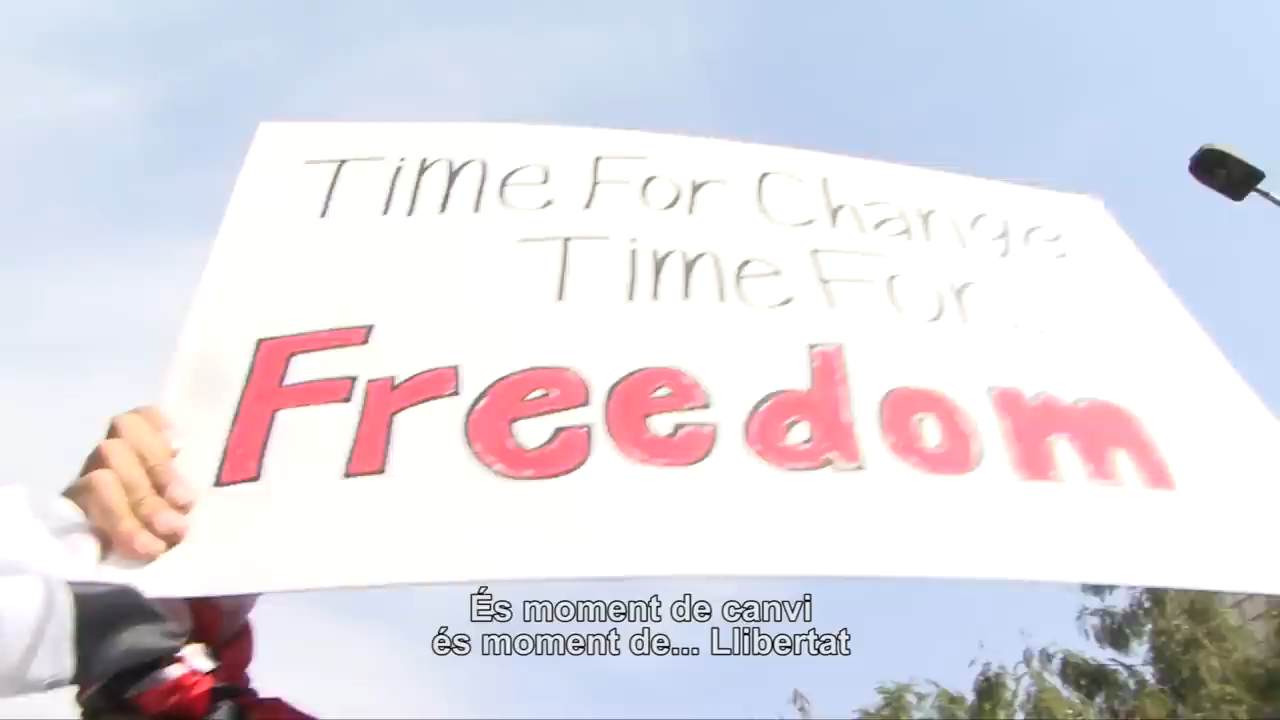 Time For Change
Time For...
Freedom
És moment de canvi
és moment de... Llibertat